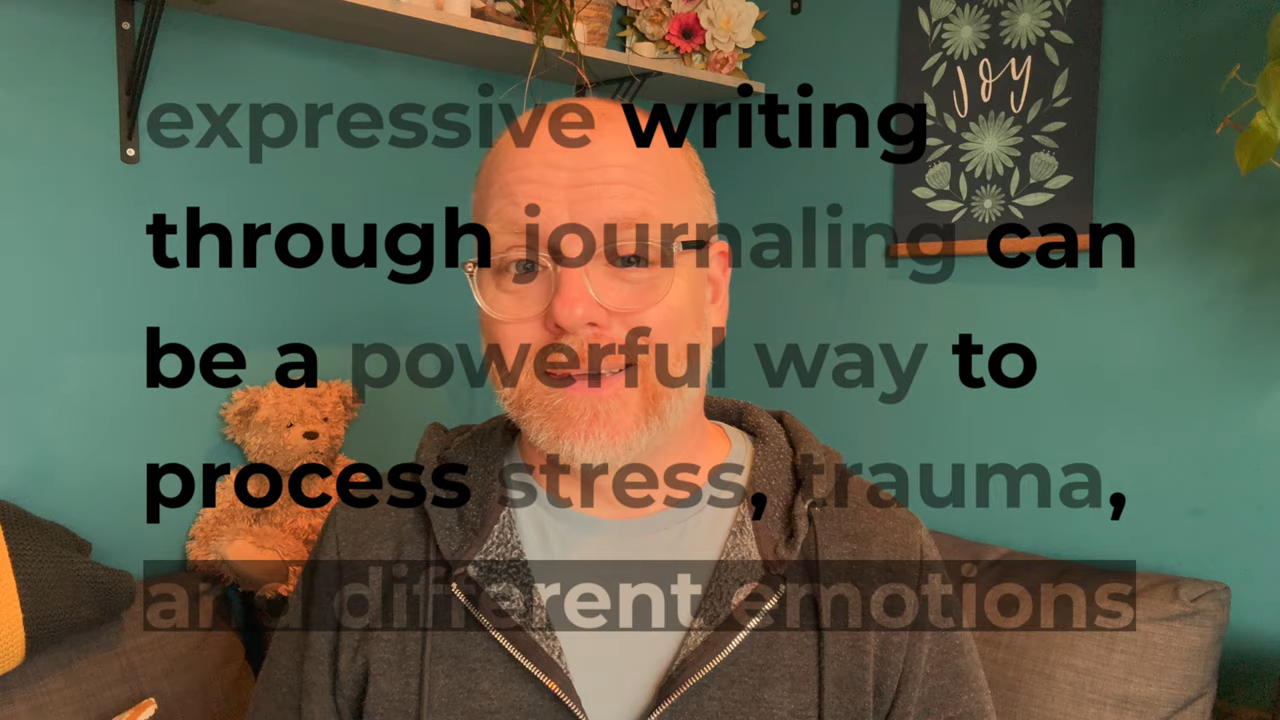 JOY
expressive writing
through journaling can
be a powerful way to
process stress, trauma,
and different emotions